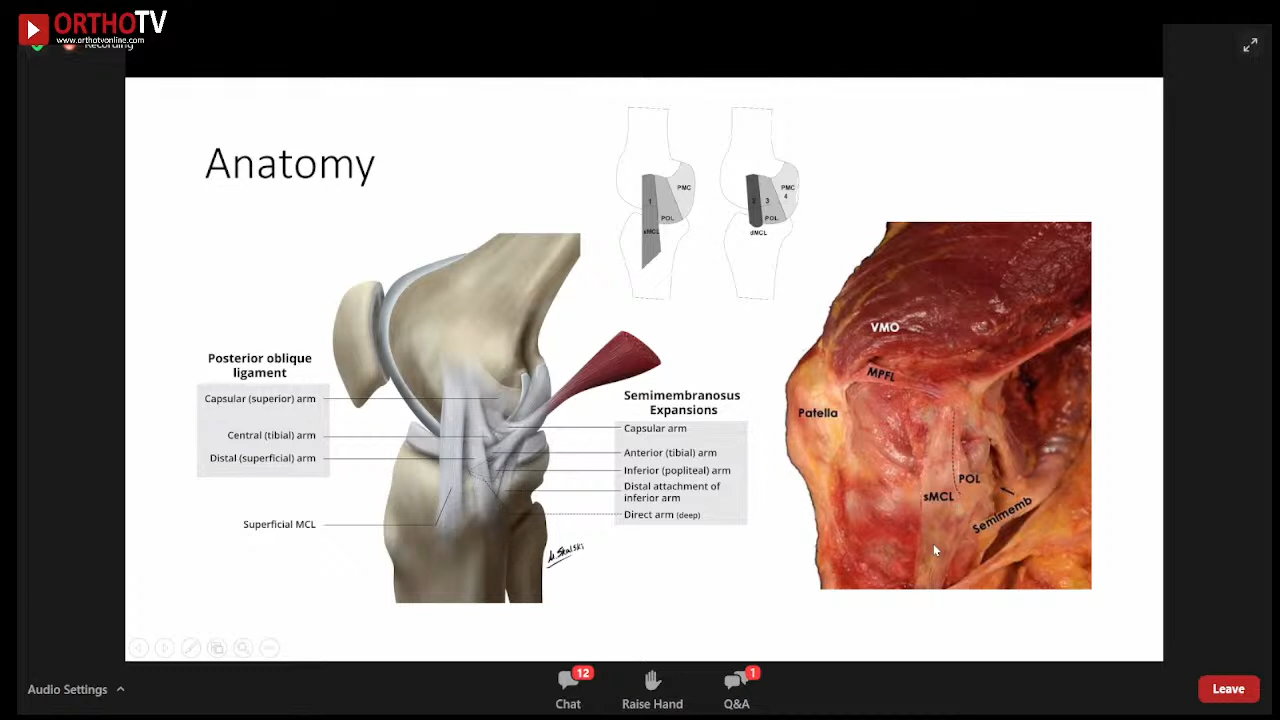 ORTHOTV
www.orthotvonline.com
Recording
Anatomy
1
PMC
POL
sMCL
2
3
PMC
4
POL
dMCL
Posterior oblique
ligament
Capsular (superior) arm
Central (tibial) arm
Distal (superficial) arm
Superficial MCL
Semimembranosus
Expansions
Capsular arm
Anterior (tibial) arm
Inferior (popliteal) arm
Distal attachment of
inferior arm
Direct arm (deep)
M. Skalski
VMO
MPFL
Patella
POL
sMCL
Semimemb
Audio Settings
12
Chat
Raise Hand
1
Q&A
Leave